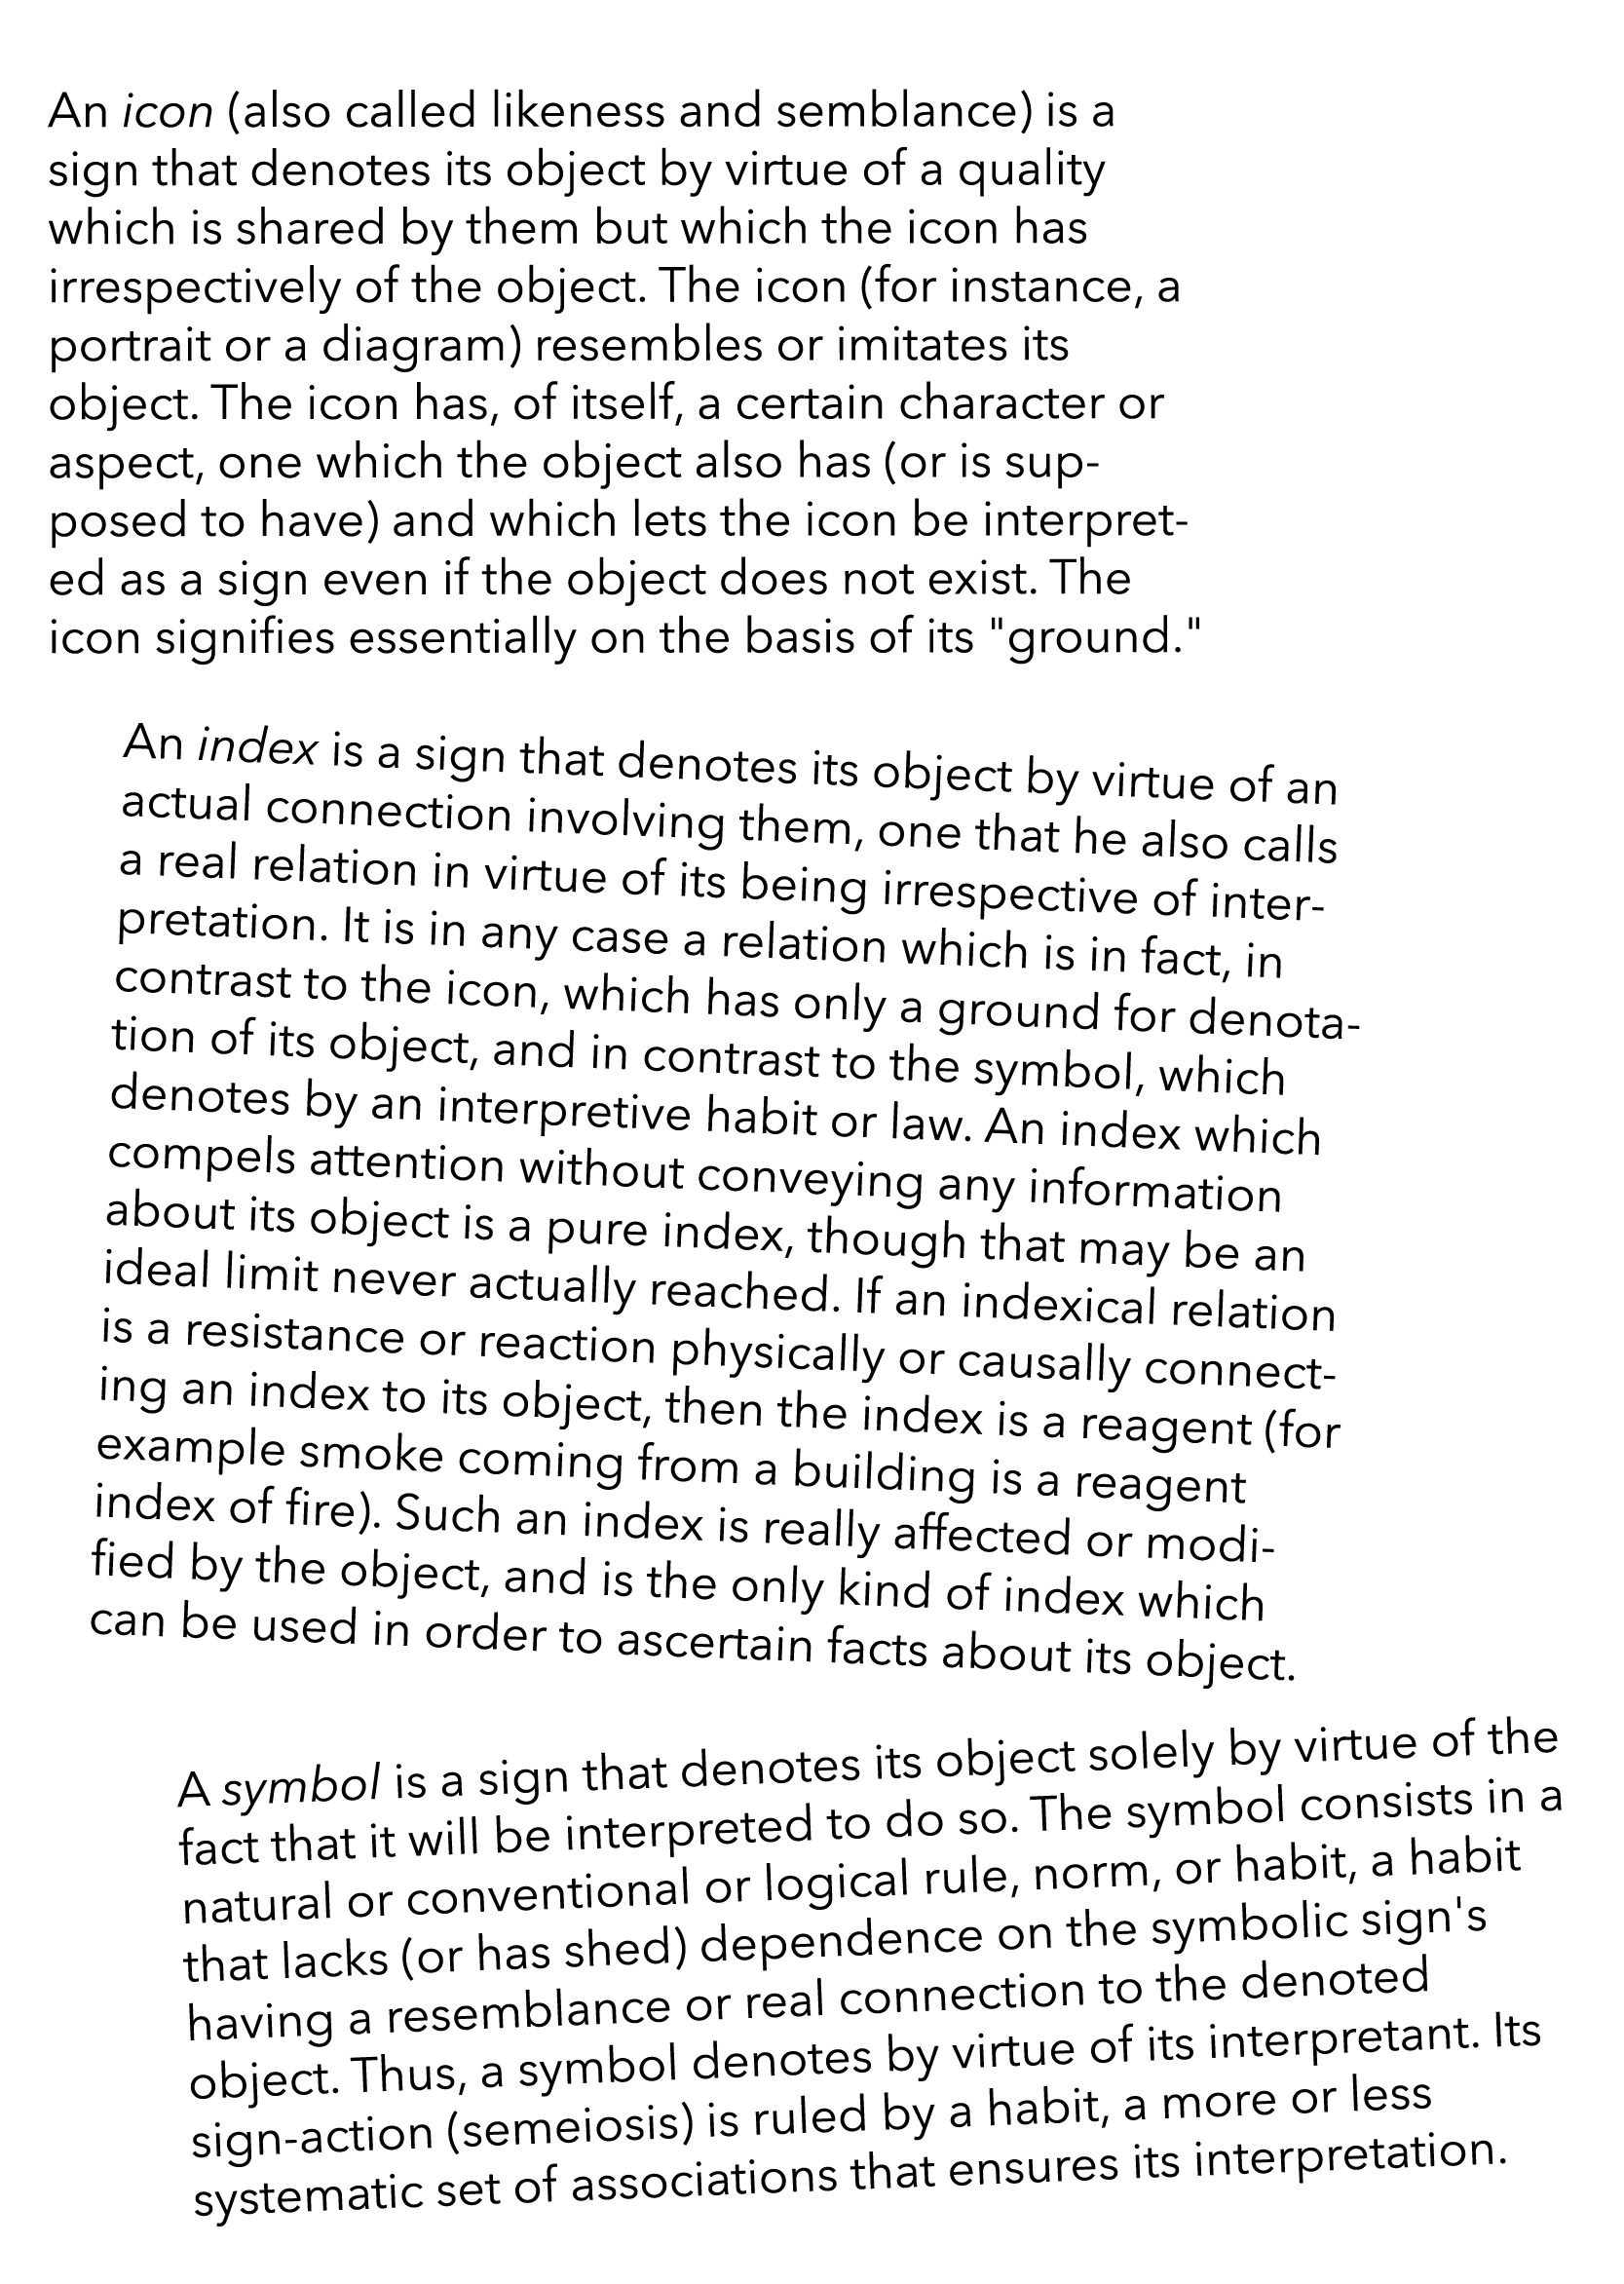 An icon (also called likeness and semblance) is a
sign that denotes its object by virtue of a quality
which is shared by them but which the icon has
irrespectively of the object. The icon (for instance, a
portrait or a diagram) resembles or imitates its
object. The icon has, of itself, a certain character or
aspect, one which the object also has (or is sup-
posed to have) and which lets the icon be interpret-
ed as a sign even if the object does not exist. The
icon signifies essentially on the basis of its "ground."
An index is a sign that denotes its object by virtue of an
actual connection involving them, one that he also calls
a real relation in virtue of its being irrespective of inter-
pretation. It is in any case a relation which is in fact, in
contrast to the icon, which has only a ground for denota-
tion of its object, and in contrast to the symbol, which
denotes by an interpretive habit or law. An index which
compels attention without conveying any information
about its object is a pure index, though that may be an
ideal limit never actually reached. If an indexical relation
is a resistance or reaction physically or causally connect-
ing an index to its object, then the index is a reagent (for
example smoke coming from a building is a reagent
index of fire). Such an index is really affected or modi-
fied by the object, and is the only kind of index which
can be used in order to ascertain facts about its object.
A symbol is a sign that denotes its object solely by virtue of the
fact that it will be interpreted to do so. The symbol consists in a
natural or conventional or logical rule, norm, or habit, a habit
that lacks (or has shed) dependence on the symbolic sign's
having a resemblance or real connection to the denoted
object. Thus, a symbol denotes by virtue of its interpretant. Its
sign-action (semeiosis) is ruled by a habit, a more or less
systematic set of associations that ensures its interpretation.